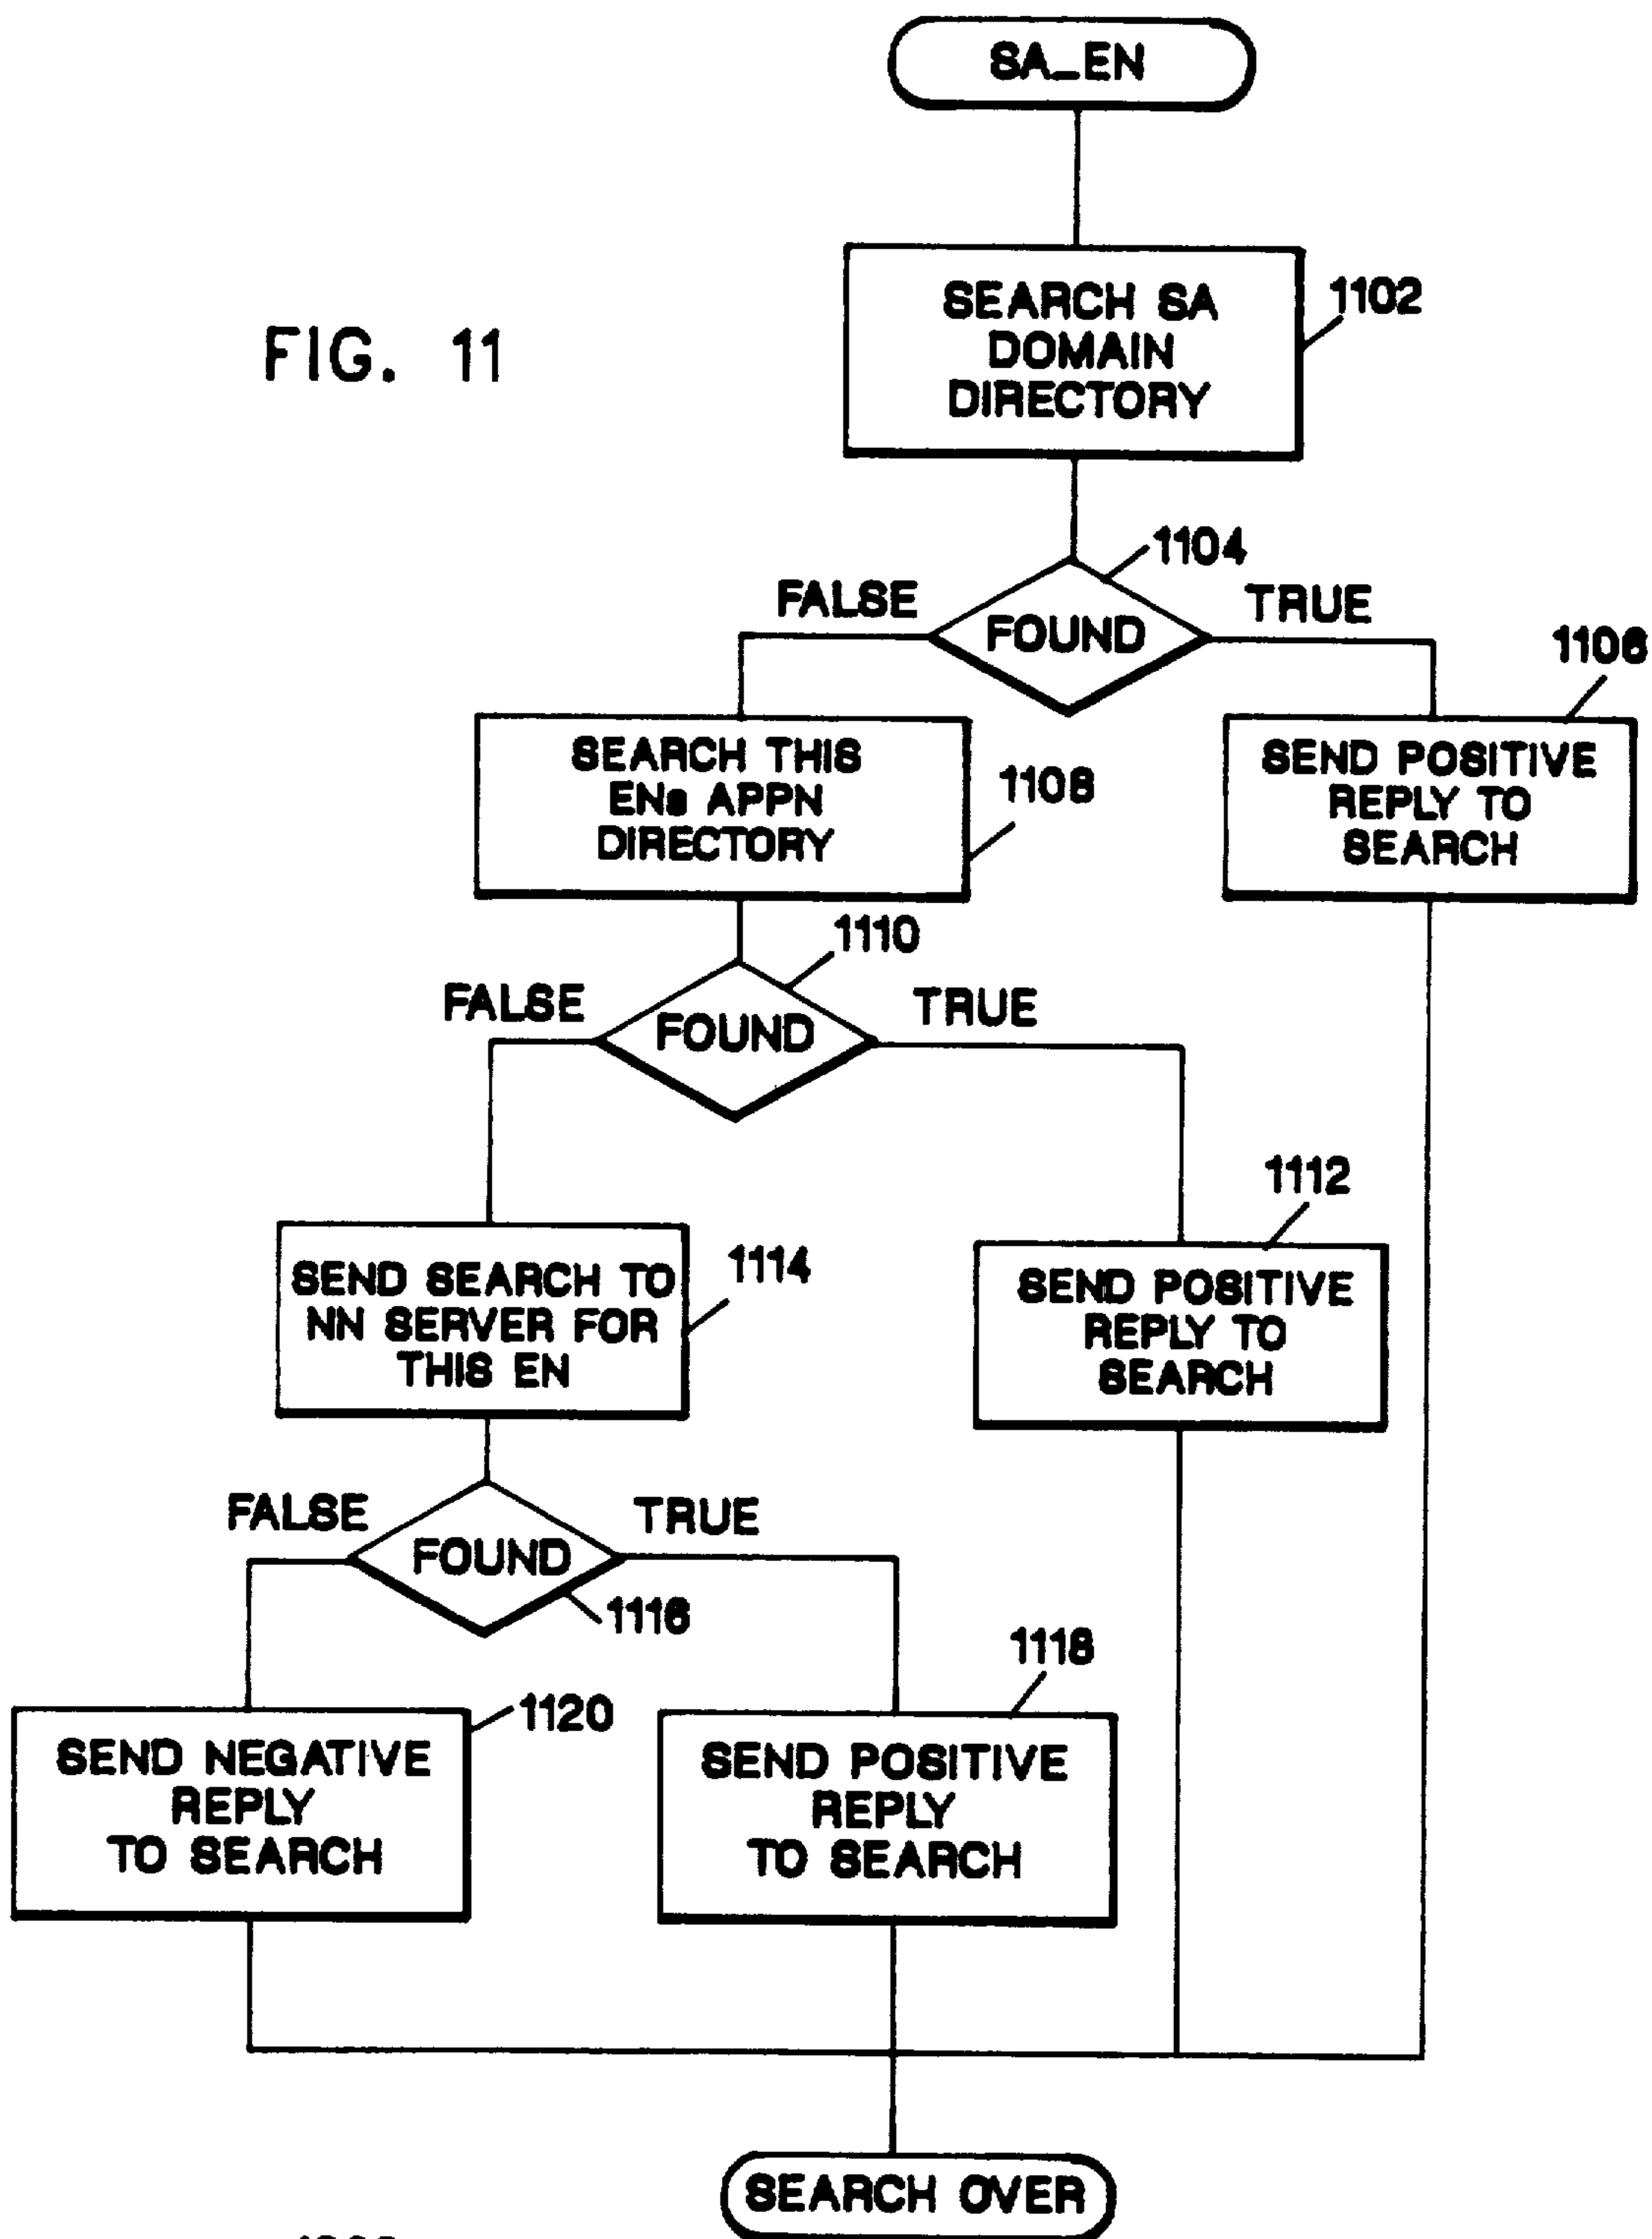 SA_EN
FIG. 11
SEARCH SA
DOMAIN
DIRECTORY
1102
1104
FALSE
FOUND
TRUE
1106
SEARCH THIS
ENs APPN
DIRECTORY
1108
SEND POSITIVE
REPLY TO
SEARCH
1110
FALSE
FOUND
TRUE
1112
SEND SEARCH TO
NN SERVER FOR
THIS EN
1114
SEND POSITIVE
REPLY TO
SEARCH
FALSE
FOUND
TRUE
1116
1118
1120
SEND NEGATIVE
REPLY
TO SEARCH
SEND POSITIVE
REPLY
TO SEARCH
SEARCH OVER